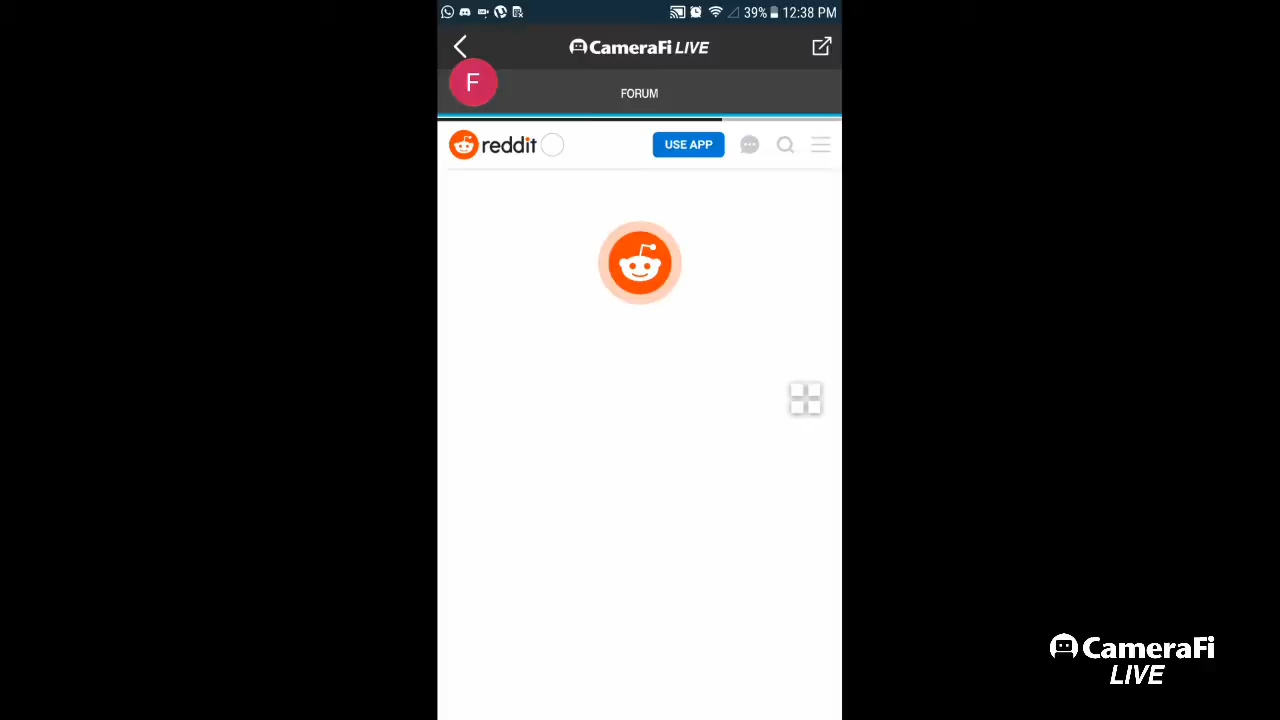 39% 12:38 PM
CameraFi LIVE
F
FORUM
reddit
USE APP
CameraFi
LIVE